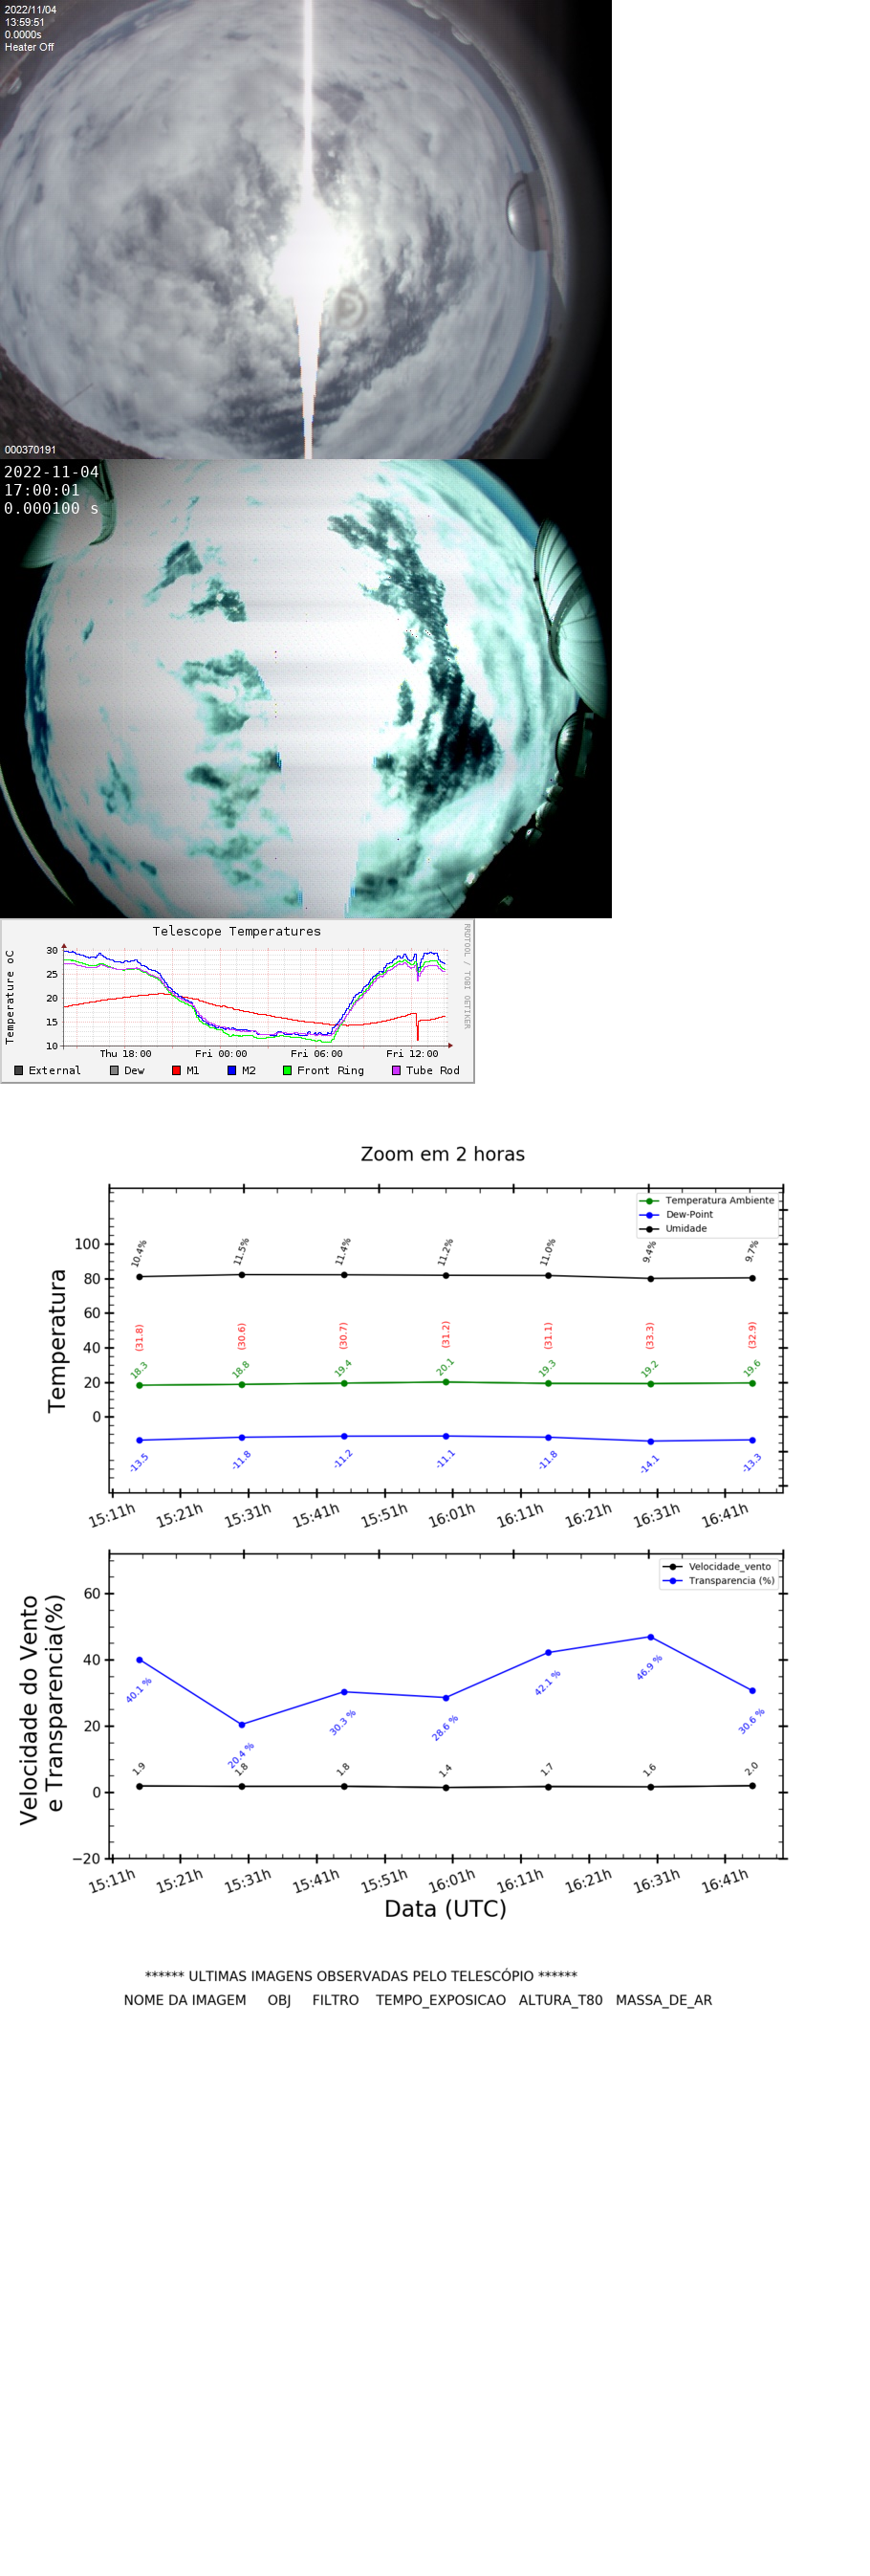 2022/11/04
13:59:51
0.0000s
Heater Off
000370191
2022-11-04
17:00:01
0.000100 s
Telescope Temperatures
RRDTOOL / TOBI OETIKER
Temperature oC
30
25
20
15
10
Thu 18:00 Fri 00:00 Fri 06:00 Fri 12:00
External Dew M1 M2 Front Ring Tube Rod
Zoom em 2 horas
Temperatura Ambiente
Dew-Point
Umidade
Temperatura
100
80
60
40
20
0
10.4% 11.5% 11.4% 11.2% 11.0% 9.4% 9.7%
(31.8) (30.6) (30.7) (31.2) (31.1) (33.3) (32.9)
18.3 18.8 19.4 20.1 19.3 19.2 19.6
-13.5 -11.8 -11.2 -11.1 -11.8 -14.1 -13.3
15:11h 15:21h 15:31h 15:41h 15:51h 16:01h 16:11h 16:21h 16:31h 16:41h
Velocidade_vento
Transparencia (%)
Velocidade do Vento
e Transparencia(%)
60
40
20
0
−20
40.1 % 20.4 % 30.3 % 28.6 % 42.1 % 46.9 % 30.6 %
1.9 1.8 1.8 1.4 1.7 1.6 2.0
15:11h 15:21h 15:31h 15:41h 15:51h 16:01h 16:11h 16:21h 16:31h 16:41h
Data (UTC)
****** ULTIMAS IMAGENS OBSERVADAS PELO TELESCÓPIO ******
NOME DA IMAGEM OBJ FILTRO TEMPO_EXPOSICAO ALTURA_T80 MASSA_DE_AR